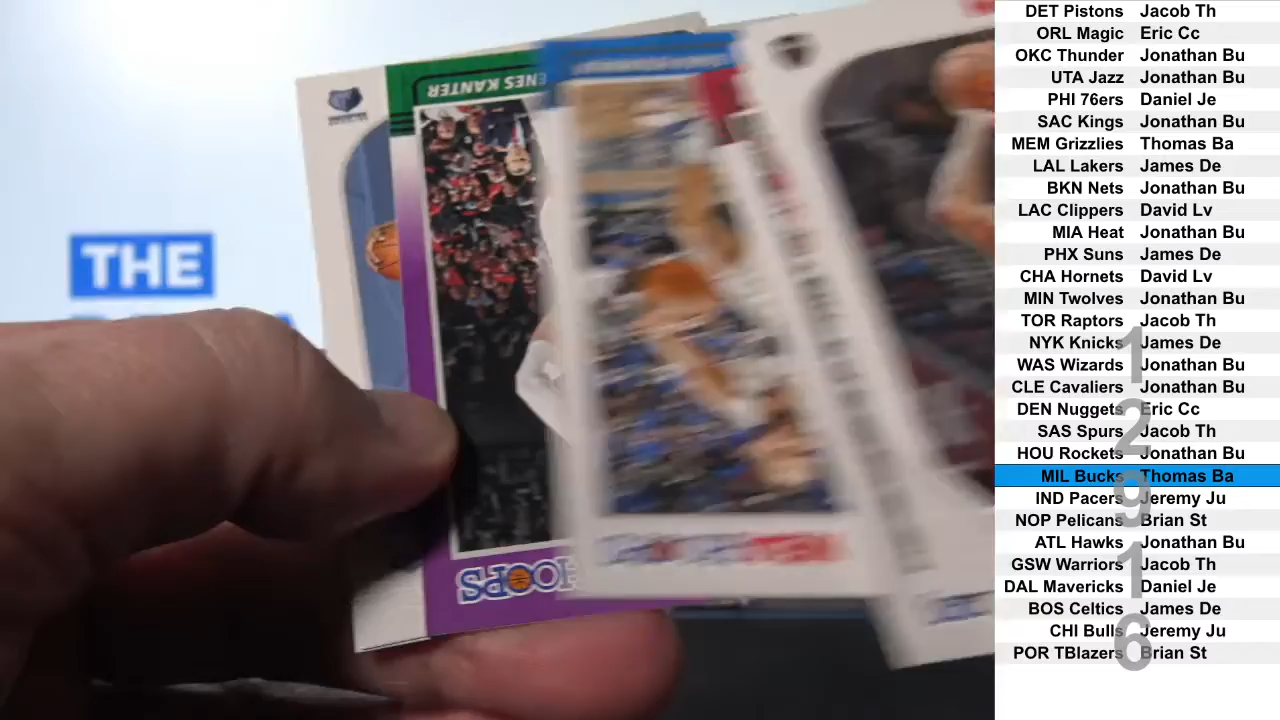 THE
ENES KANTER
HOOPS
DET Pistons Jacob Th
ORL Magic Eric Cc
OKC Thunder Jonathan Bu
UTA Jazz Jonathan Bu
PHI 76ers Daniel Je
SAC Kings Jonathan Bu
MEM Grizzlies Thomas Ba
LAL Lakers James De
BKN Nets Jonathan Bu
LAC Clippers David Lv
MIA Heat Jonathan Bu
PHX Suns James De
CHA Hornets David Lv
MIN Twolves Jonathan Bu
TOR Raptors Jacob Th
NYK Knicks James De
WAS Wizards Jonathan Bu
CLE Cavaliers Jonathan Bu
DEN Nuggets Eric Cc
SAS Spurs Jacob Th
HOU Rockets Jonathan Bu
MIL Bucks Thomas Ba
IND Pacers Jeremy Ju
NOP Pelicans Brian St
ATL Hawks Jonathan Bu
GSW Warriors Jacob Th
DAL Mavericks Daniel Je
BOS Celtics James De
CHI Bulls Jeremy Ju
POR TBlazers Brian St
1
2
9
1
6